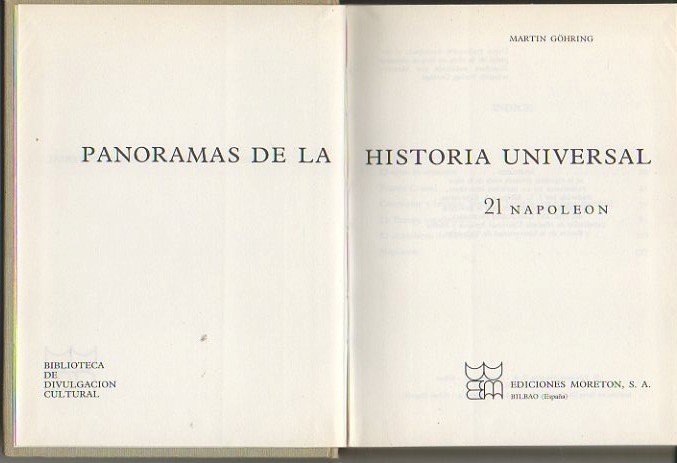 MARTIN GÖHRING
PANORAMAS DE LA HISTORIA UNIVERSAL
21 NAPOLEON
BIBLIOTECA
DE
DIVULGACION
CULTURAL
EDICIONES MORETON, S. A.
BILBAO (España)